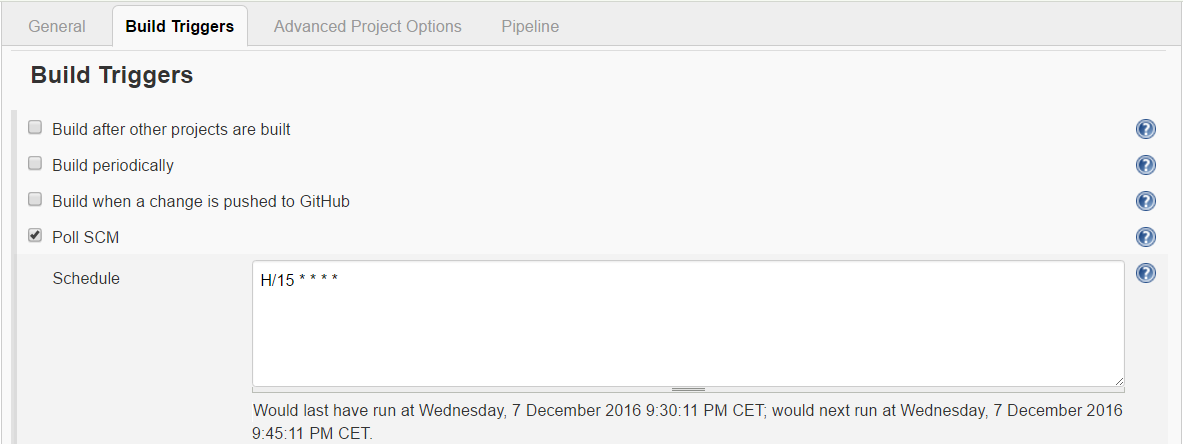 General Build Triggers Advanced Project Options Pipeline
Build Triggers
Build after other projects are built ?
Build periodically ?
Build when a change is pushed to GitHub ?
Poll SCM ?
Schedule H/15 * * * * ?
Would last have run at Wednesday, 7 December 2016 9:30:11 PM CET; would next run at Wednesday, 7 December 2016
9:45:11 PM CET.